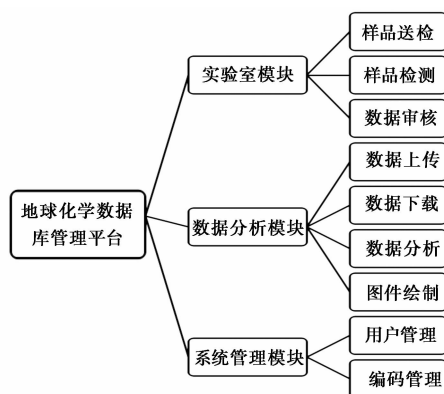 地球化学数据
库管理平台
实验室模块
样品送检
样品检测
数据审核
数据分析模块
数据上传
数据下载
数据分析
图件绘制
系统管理模块
用户管理
编码管理